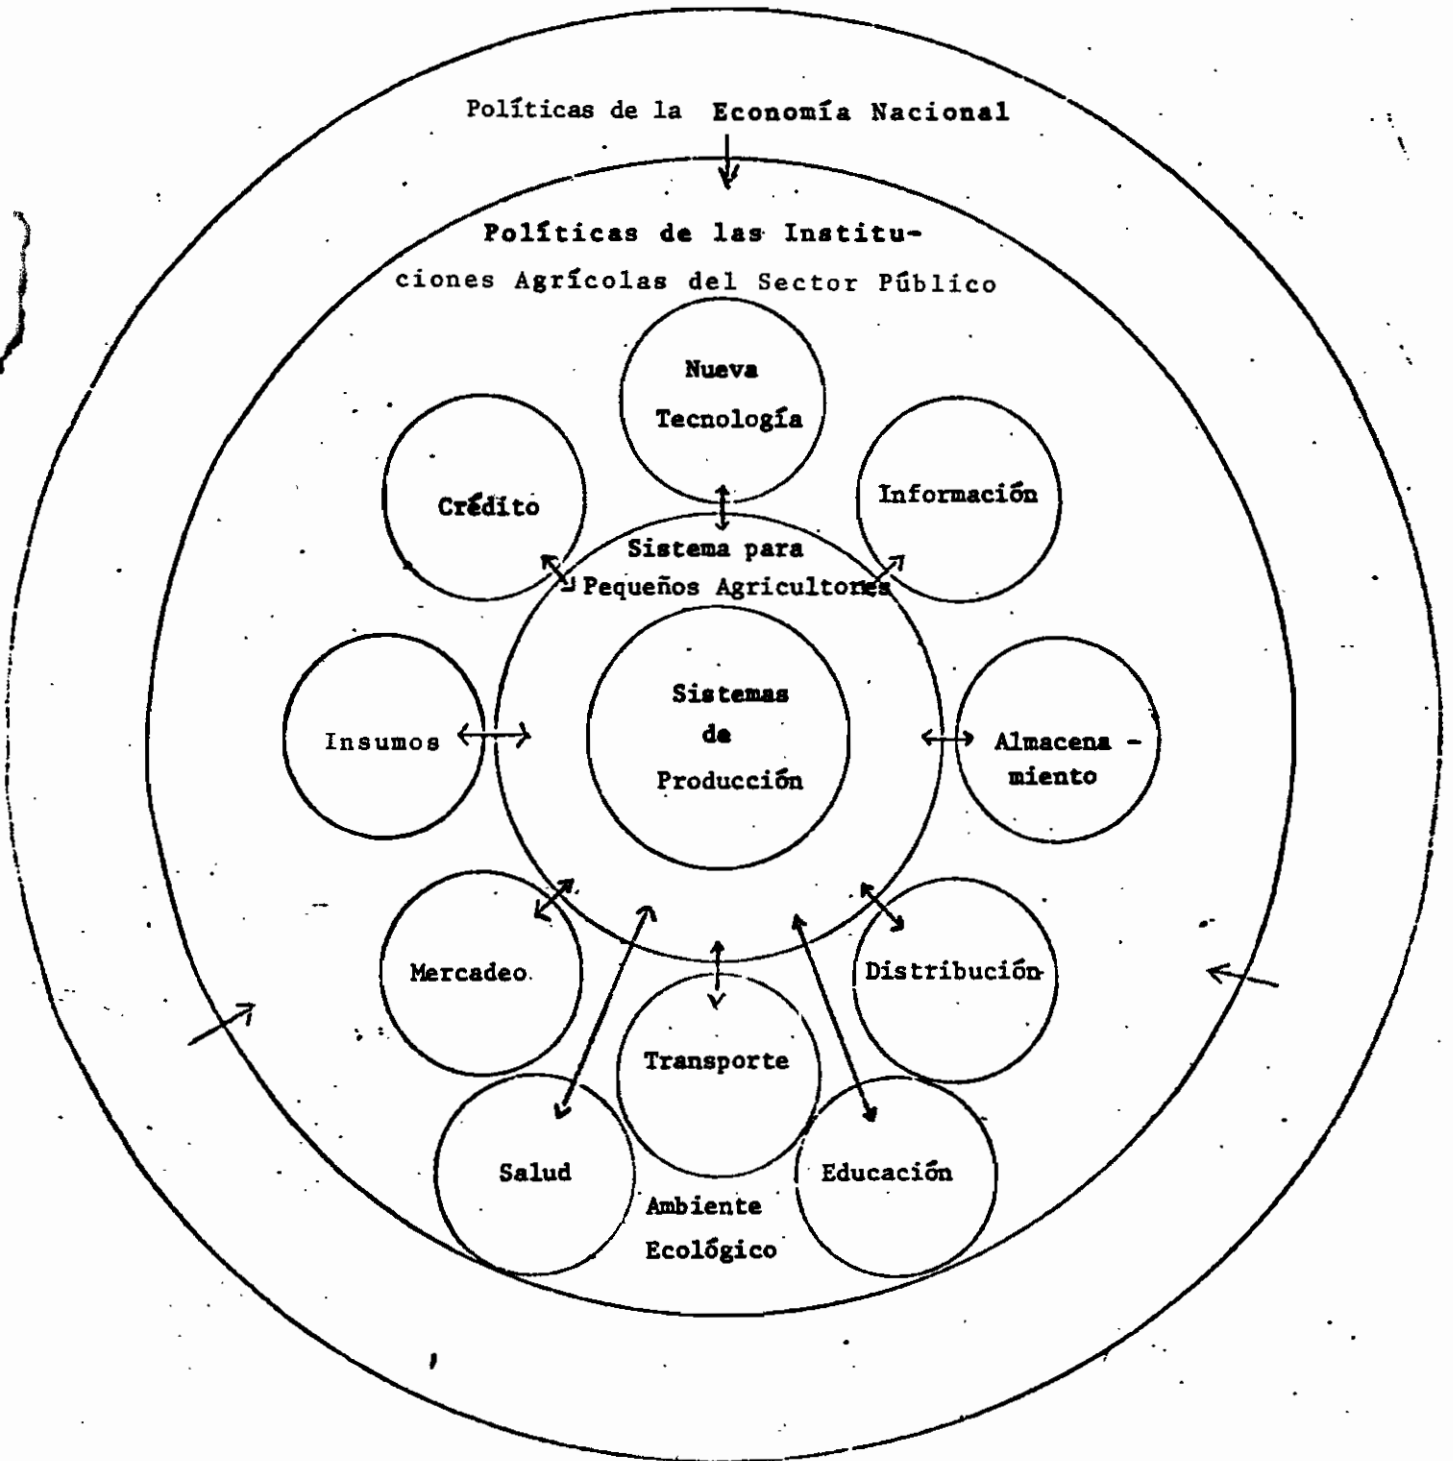 Políticas de la Economía Nacional
Políticas de las Institu-
ciones Agrícolas del Sector Público
Nueva
Tecnología
Crédito
Información
Sistema para
Pequeños Agricultores
Insumos
Sistemas
de
Producción
Almacena -
miento
Mercadeo
Distribución
Transporte
Salud
Educación
Ambiente
Ecológico